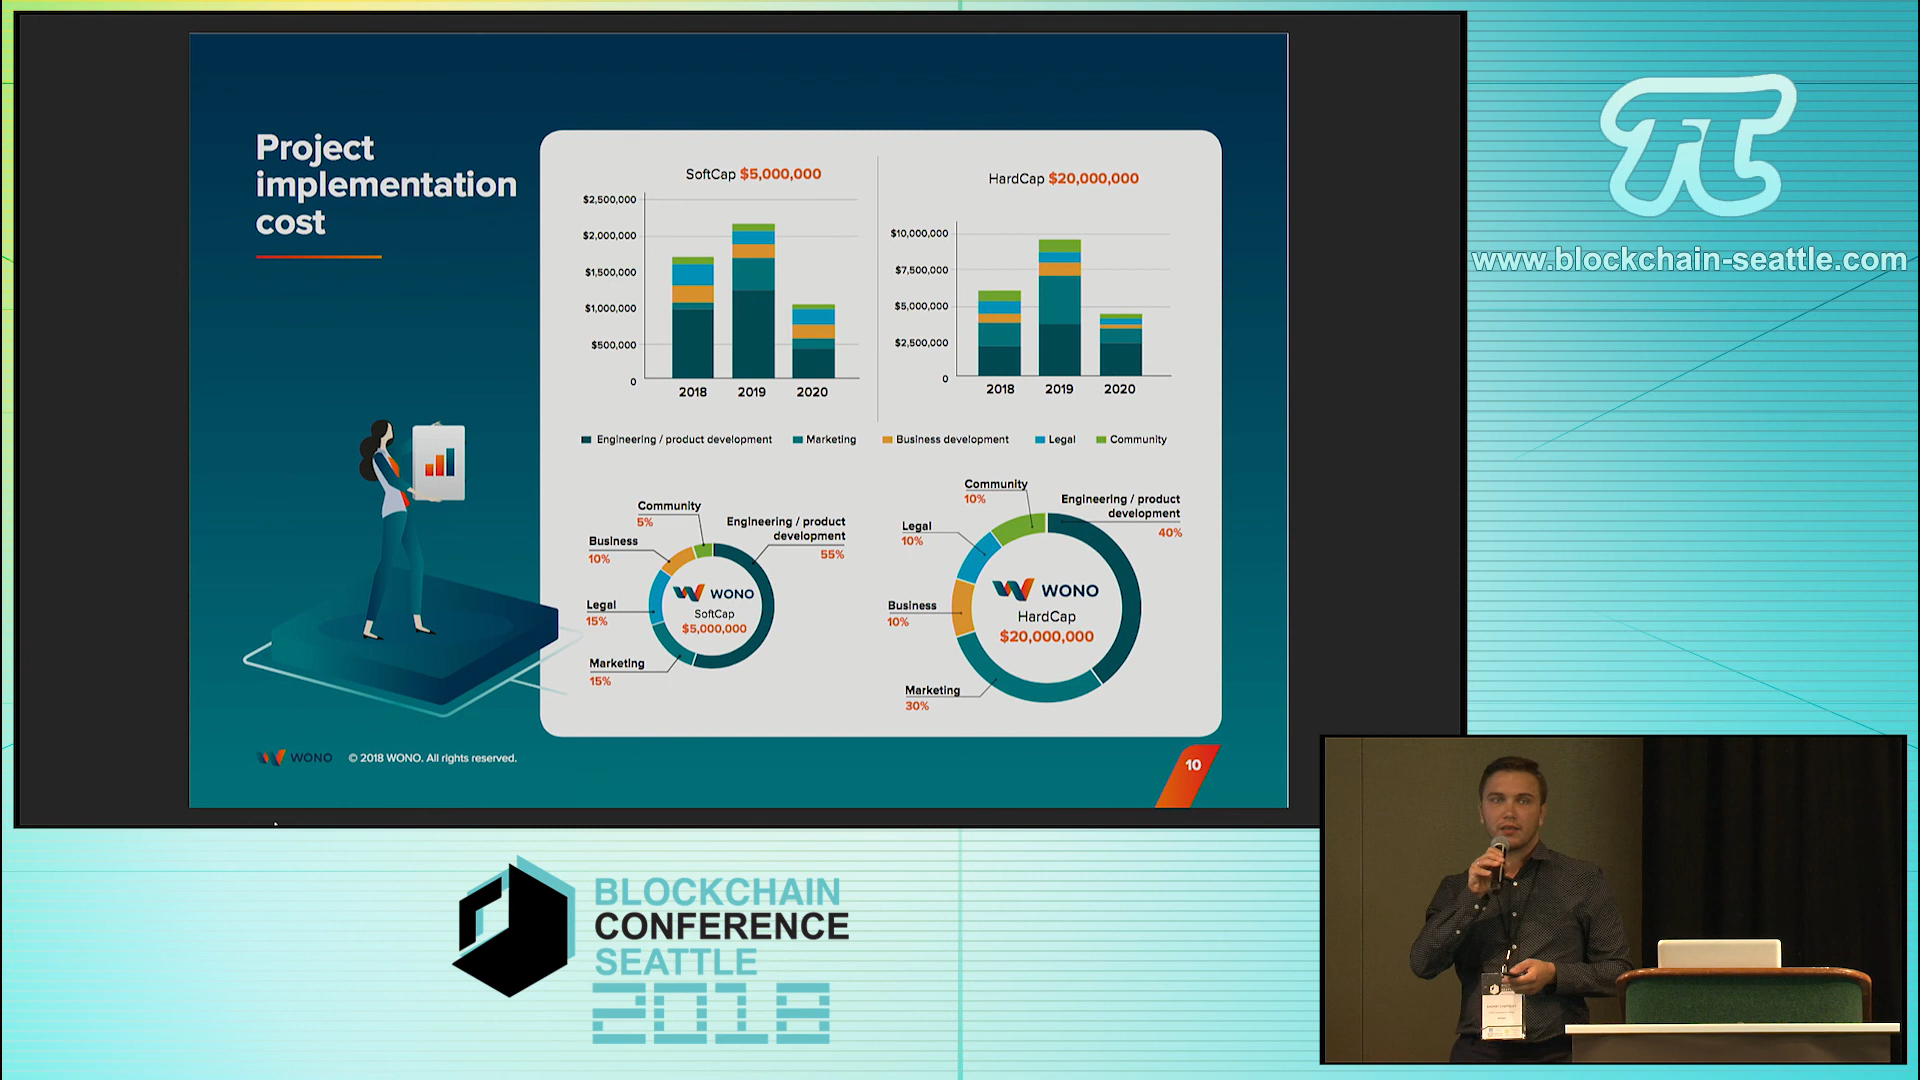 Project
implementation
cost
SoftCap $5,000,000
$2,500,000
$2,000,000
$1,500,000
$1,000,000
$500,000
0
2018 2019 2020
HardCap $20,000,000
$10,000,000
$7,500,000
$5,000,000
$2,500,000
0
2018 2019 2020
Engineering / product development Marketing Business development Legal Community
Community
5%
Engineering / product
development
55%
Business
10%
Legal
15%
Marketing
15%
WONO
SoftCap
$5,000,000
Community
10%
Engineering / product
development
40%
Legal
10%
Business
10%
Marketing
30%
WONO
HardCap
$20,000,000
WONO © 2018 WONO. All rights reserved.
10
www.blockchain-seattle.com
BLOCKCHAIN
CONFERENCE
SEATTLE
2018